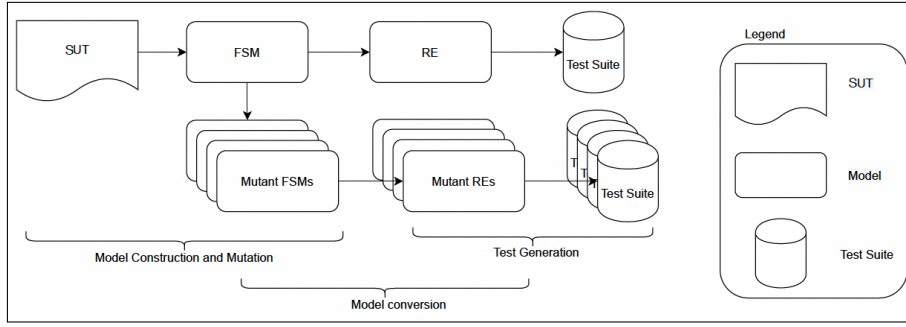 SUT
FSM
RE
Test Suite
Mutant FSMs
Mutant REs
T
T
T
Test Suite
Model Construction and Mutation
Test Generation
Model conversion
Legend
SUT
Model
Test Suite